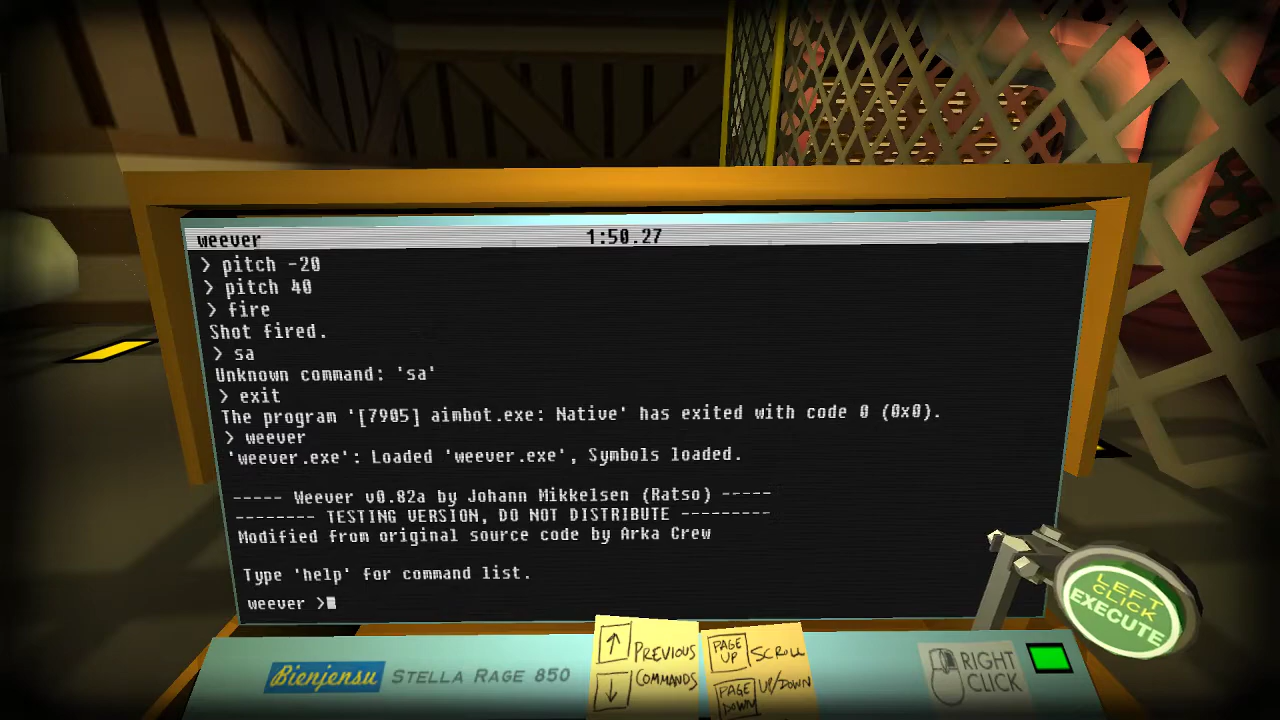 weever 1:50.27
> pitch -20
> pitch 40
> fire
Shot fired.
> sa
Unknown command: 'sa'
> exit
The program '[7905] aimbot.exe: Native' has exited with code 0 (0x0).
> weever
'weever.exe': Loaded 'weever.exe', Symbols loaded.
----- Weever v0.82a by Johann Mikkelsen (Ratso) -----
-------- TESTING VERSION, DO NOT DISTRIBUTE ---------
Modified from original source code by Arka Crew
Type 'help' for command list.
weever >
LEFT
CLICK
EXECUTE
Bienjensu STELLA RAGE 850
↑ PREVIOUS
↓ COMMANDS
PAGE UP SCROLL
PAGE DOWN UP/DOWN
RIGHT
CLICK